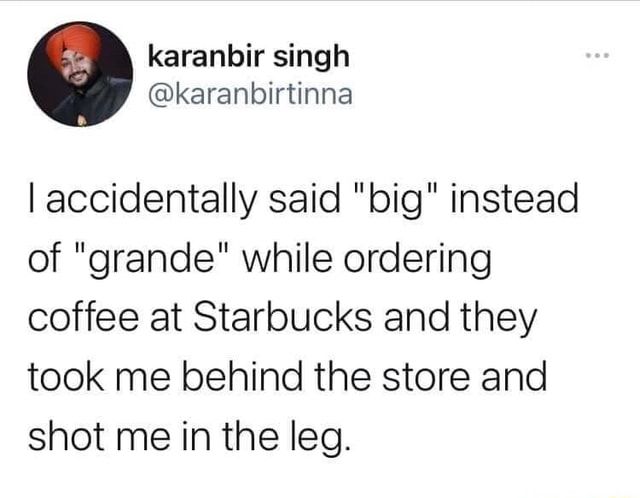 karanbir singh
@karanbirtinna
I accidentally said "big" instead
of "grande" while ordering
coffee at Starbucks and they
took me behind the store and
shot me in the leg.